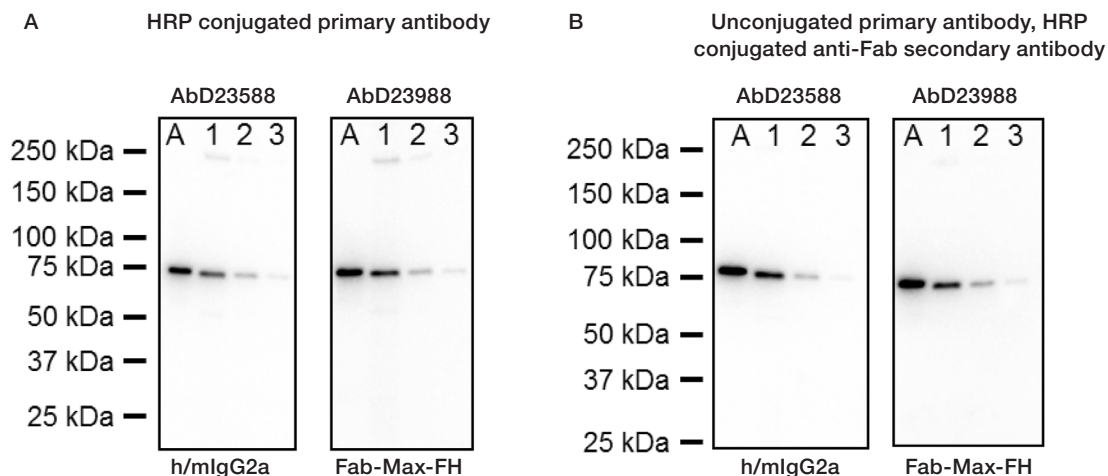 A
HRP conjugated primary antibody
AbD23588
AbD23988
A 1 2 3
A 1 2 3
250 kDa
150 kDa
100 kDa
75 kDa
50 kDa
37 kDa
25 kDa
h/mIgG2a
Fab-Max-FH
B
Unconjugated primary antibody, HRP
conjugated anti-Fab secondary antibody
AbD23588
AbD23988
A 1 2 3
A 1 2 3
250 kDa
150 kDa
100 kDa
75 kDa
50 kDa
37 kDa
25 kDa
h/mIgG2a
Fab-Max-FH